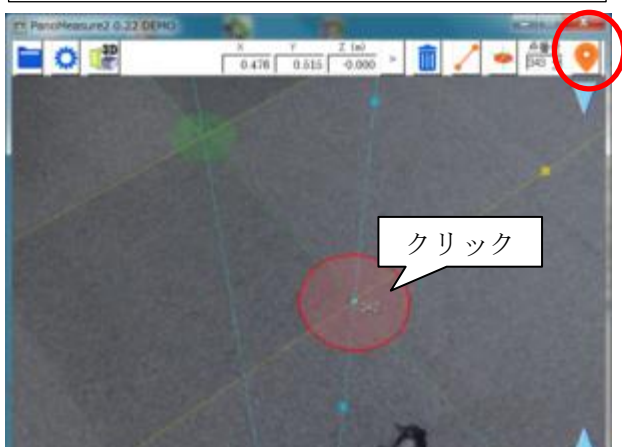 PanoMeasure2 0.22 DEMO
3D
X Y Z (m)
0.476 0.515 -0.000 >
クリック